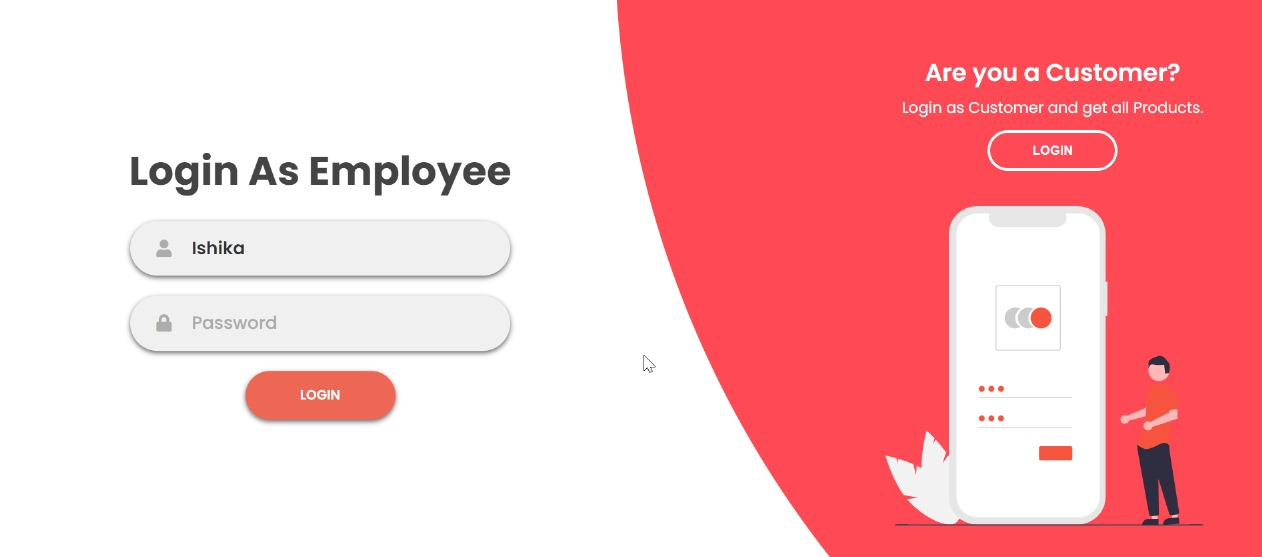 Login As Employee
Ishika
Password
LOGIN
Are you a Customer?
Login as Customer and get all Products.
LOGIN